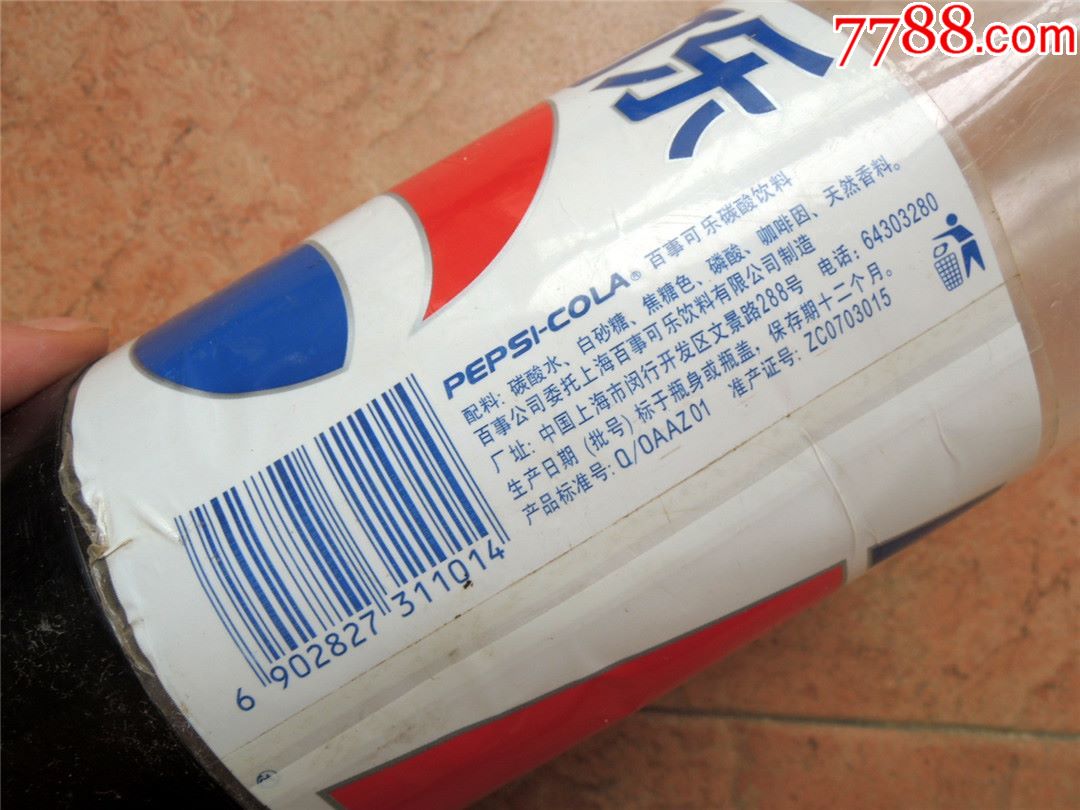 7788.com
乐
PEPSI-COLA® 百事可乐碳酸饮料
配料: 碳酸水、白砂糖、焦糖色、磷酸、咖啡因、天然香料。
百事公司委托上海百事可乐饮料有限公司制造
厂址: 中国上海市闵行开发区文景路288号 电话: 64303280
生产日期 (批号) 标于瓶身或瓶盖, 保存期十二个月。
产品标准号: Q/OAAZ01 准产证号: ZC0703015
6 902827 311014